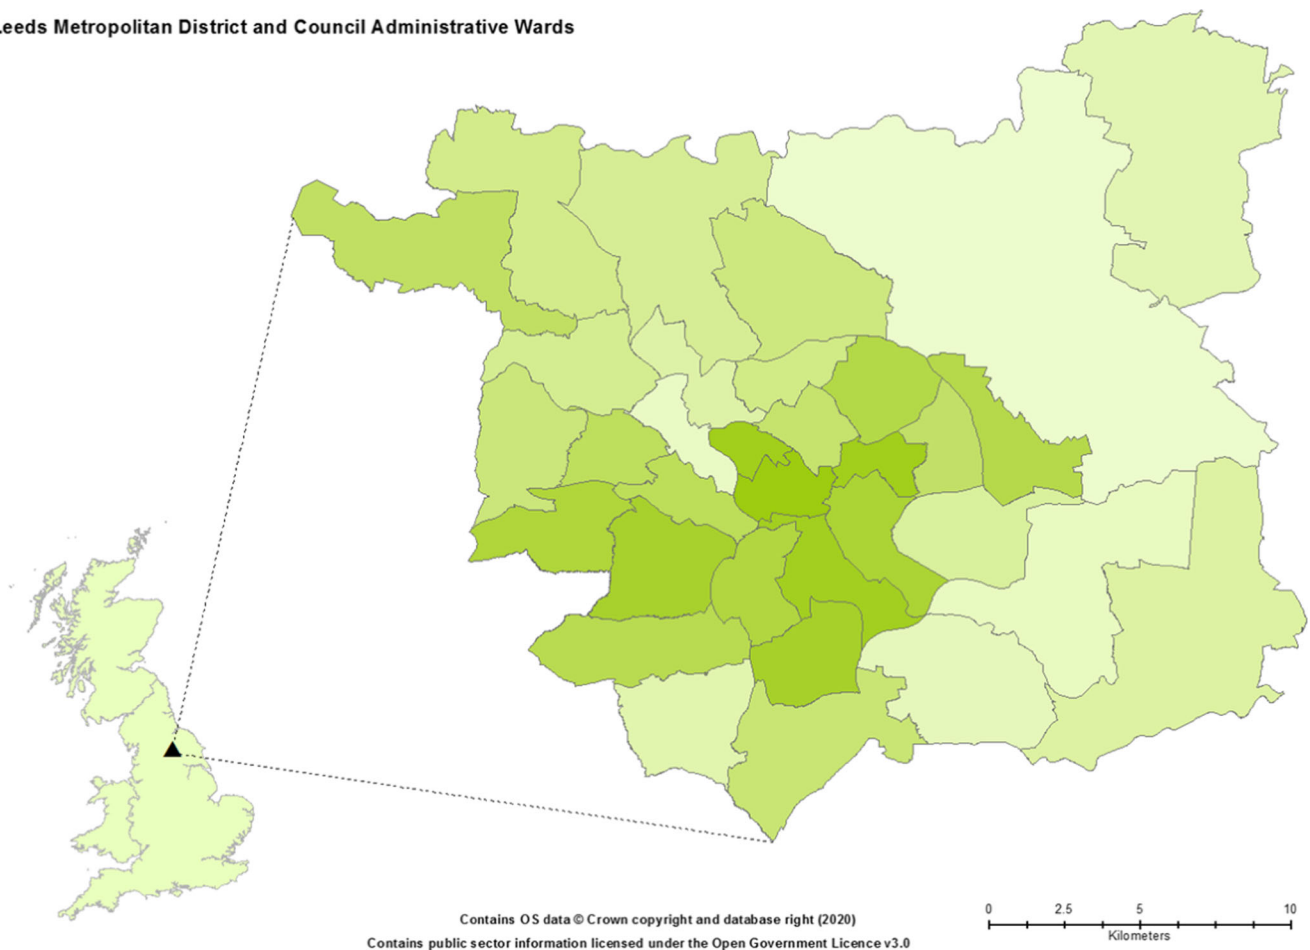 Leeds Metropolitan District and Council Administrative Wards
0 2.5 5 10
Kilometers
Contains OS data © Crown copyright and database right (2020)
Contains public sector information licensed under the Open Government Licence v3.0